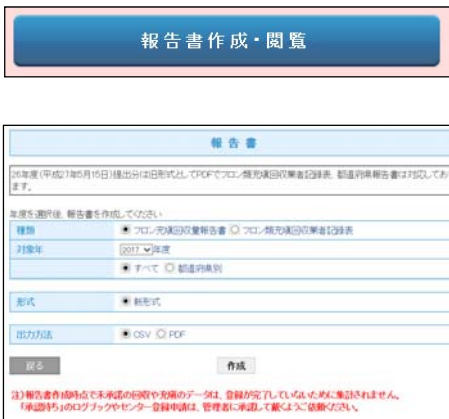 報告書作成・閲覧
報告書
26年度(平成27年5月15日)提出分は旧形式としてPDFでフロン類充填回収業者記録表、都道府県報告書は対応してお
ます。
年度を選択後、報告書を作成してください
種類 フロン充填回収量報告書 フロン類充填回収業者記録表
対象年 2017 年度
すべて 都道府県別
形式 新形式
出力方法 CSV PDF
戻る 作成
注)報告書作成時点で未承諾の回収や充填のデータは、登録が完了していないために集計されません。
「承認待ち」のログブックやセンター登録申請は、管理者に承認して戴くようご依頼ください。